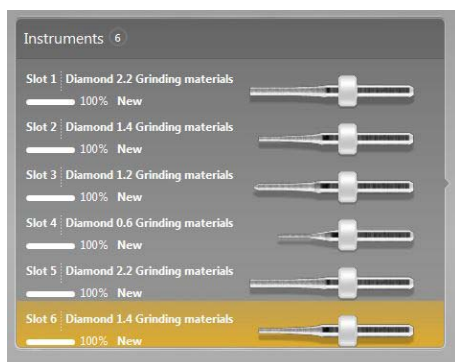 Instruments 6
Slot 1 Diamond 2.2 Grinding materials
100% New
Slot 2 Diamond 1.4 Grinding materials
100% New
Slot 3 Diamond 1.2 Grinding materials
100% New
Slot 4 Diamond 0.6 Grinding materials
100% New
Slot 5 Diamond 2.2 Grinding materials
100% New
Slot 6 Diamond 1.4 Grinding materials
100% New